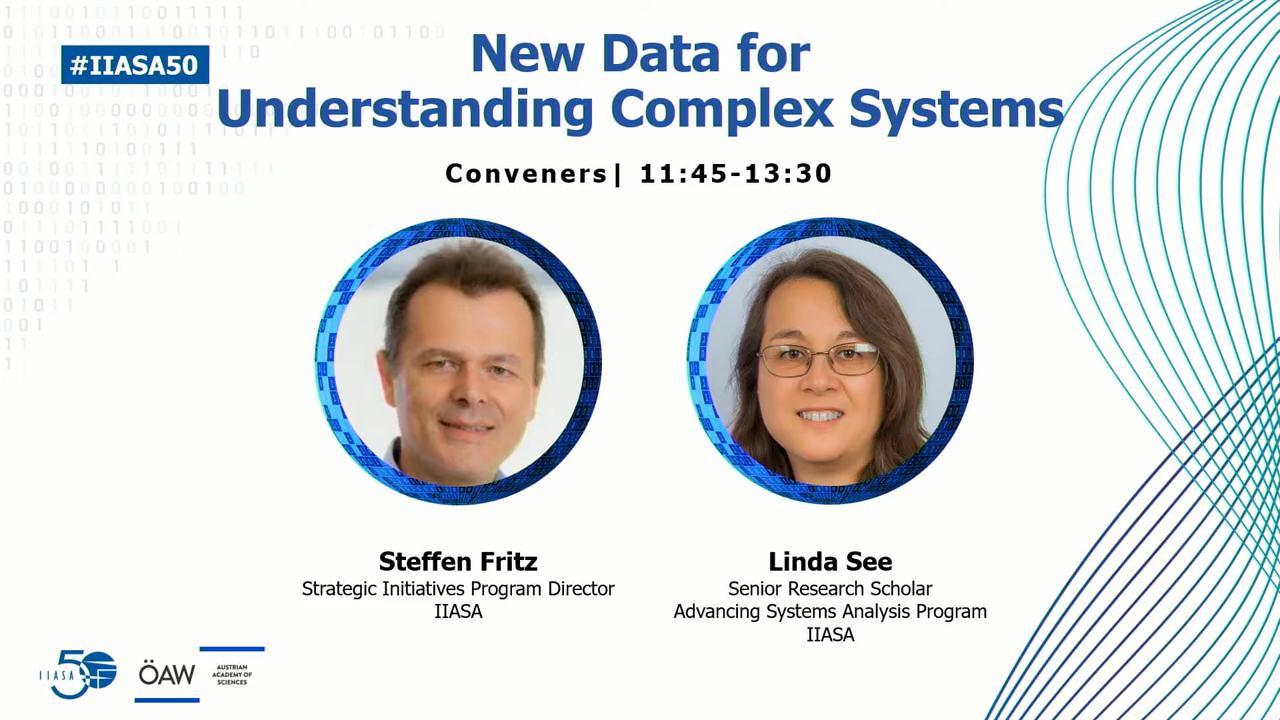 #IIASA50
New Data for
Understanding Complex Systems
Conveners| 11:45-13:30
Steffen Fritz
Strategic Initiatives Program Director
IIASA
Linda See
Senior Research Scholar
Advancing Systems Analysis Program
IIASA
IIASA 50
ÖAW
AUSTRIAN
ACADEMY OF
SCIENCES